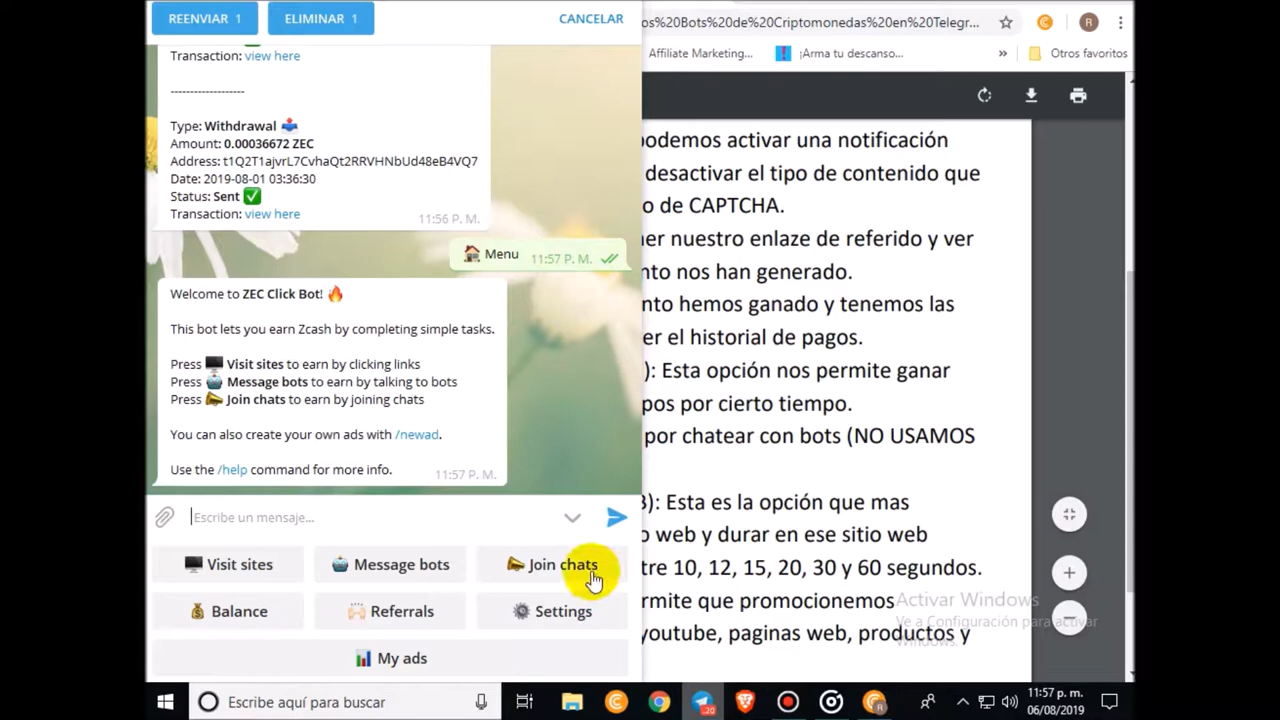 REENVIAR 1
ELIMINAR 1
CANCELAR
Transaction: view here
-------------------
Type: Withdrawal
Amount: 0.00036672 ZEC
Address: t1Q2T1ajvrL7CvhaQt2RRVHNbUd48eB4VQ7
Date: 2019-08-01 03:36:30
Status: Sent
Transaction: view here
11:56 P. M.
Menu
11:57 P. M.
Welcome to ZEC Click Bot!
This bot lets you earn Zcash by completing simple tasks.
Press Visit sites to earn by clicking links
Press Message bots to earn by talking to bots
Press Join chats to earn by joining chats
You can also create your own ads with /newad.
Use the /help command for more info.
11:57 P. M.
Escribe un mensaje...
Visit sites
Message bots
Join chats
Balance
Referrals
Settings
My ads
os%20Bots%20de%20Criptomonedas%20en%20Telegr...
R
Affiliate Marketing...
¡Arma tu descanso...
»
Otros favoritos
podemos activar una notificación
desactivar el tipo de contenido que
o de CAPTCHA.
ner nuestro enlaze de referido y ver
nto nos han generado.
nto hemos ganado y tenemos las
er el historial de pagos.
): Esta opción nos permite ganar
pos por cierto tiempo.
por chatear con bots (NO USAMOS
3): Esta es la opción que mas
o web y durar en ese sitio web
tre 10, 12, 15, 20, 30 y 60 segundos.
rmite que promocionemos
youtube, paginas web, productos y
Activar Windows
Ve a Configuración para activar
Windows.
Escribe aquí para buscar
20
11:57 p. m.
06/08/2019